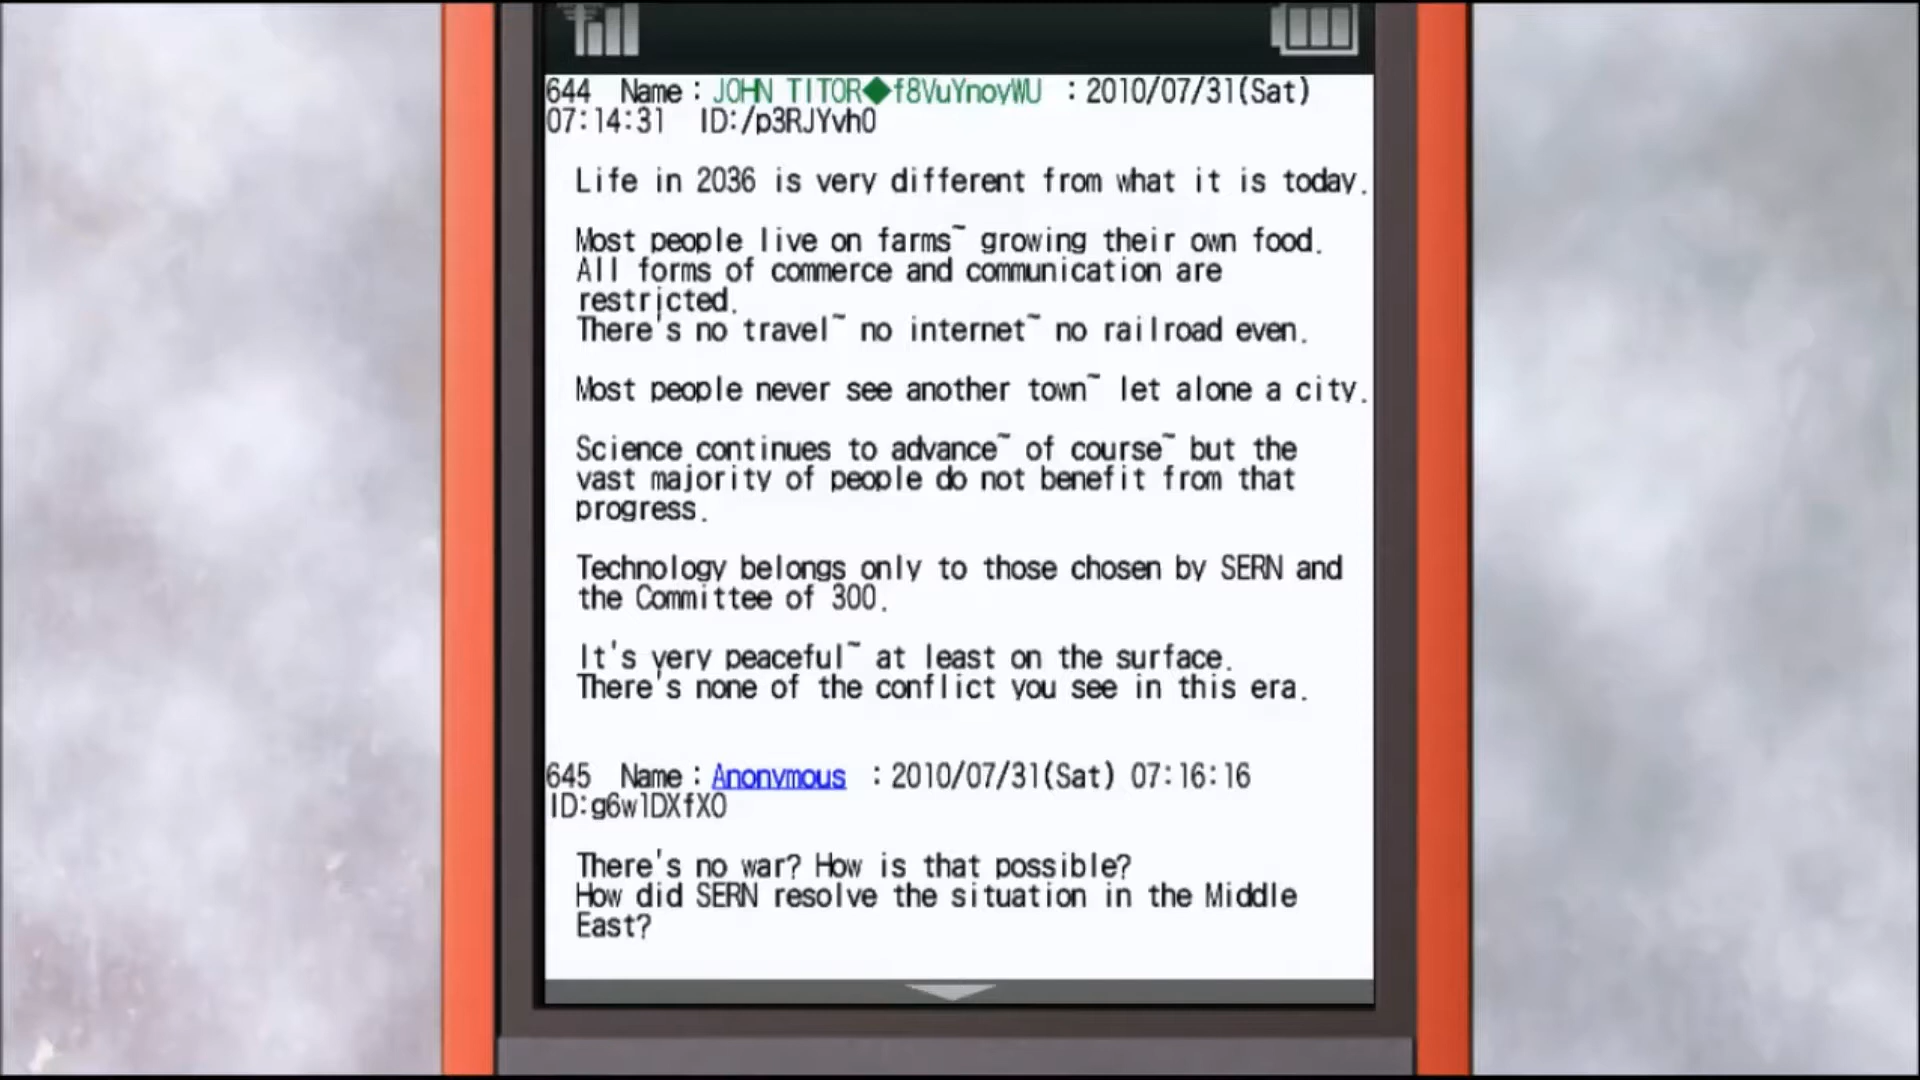 644 Name：JOHN TITOR◆f8VuYnoyWU ：2010/07/31(Sat)
07:14:31 ID:/p3RJYvh0
Life in 2036 is very different from what it is today.
Most people live on farms~ growing their own food.
All forms of commerce and communication are
restricted.
There's no travel~ no internet~ no railroad even.
Most people never see another town~ let alone a city.
Science continues to advance~ of course~ but the
vast majority of people do not benefit from that
progress.
Technology belongs only to those chosen by SERN and
the Committee of 300.
It's very peaceful~ at least on the surface.
There's none of the conflict you see in this era.
645 Name：Anonymous ：2010/07/31(Sat) 07:16:16
ID:g6w1DXfX0
There's no war? How is that possible?
How did SERN resolve the situation in the Middle
East?